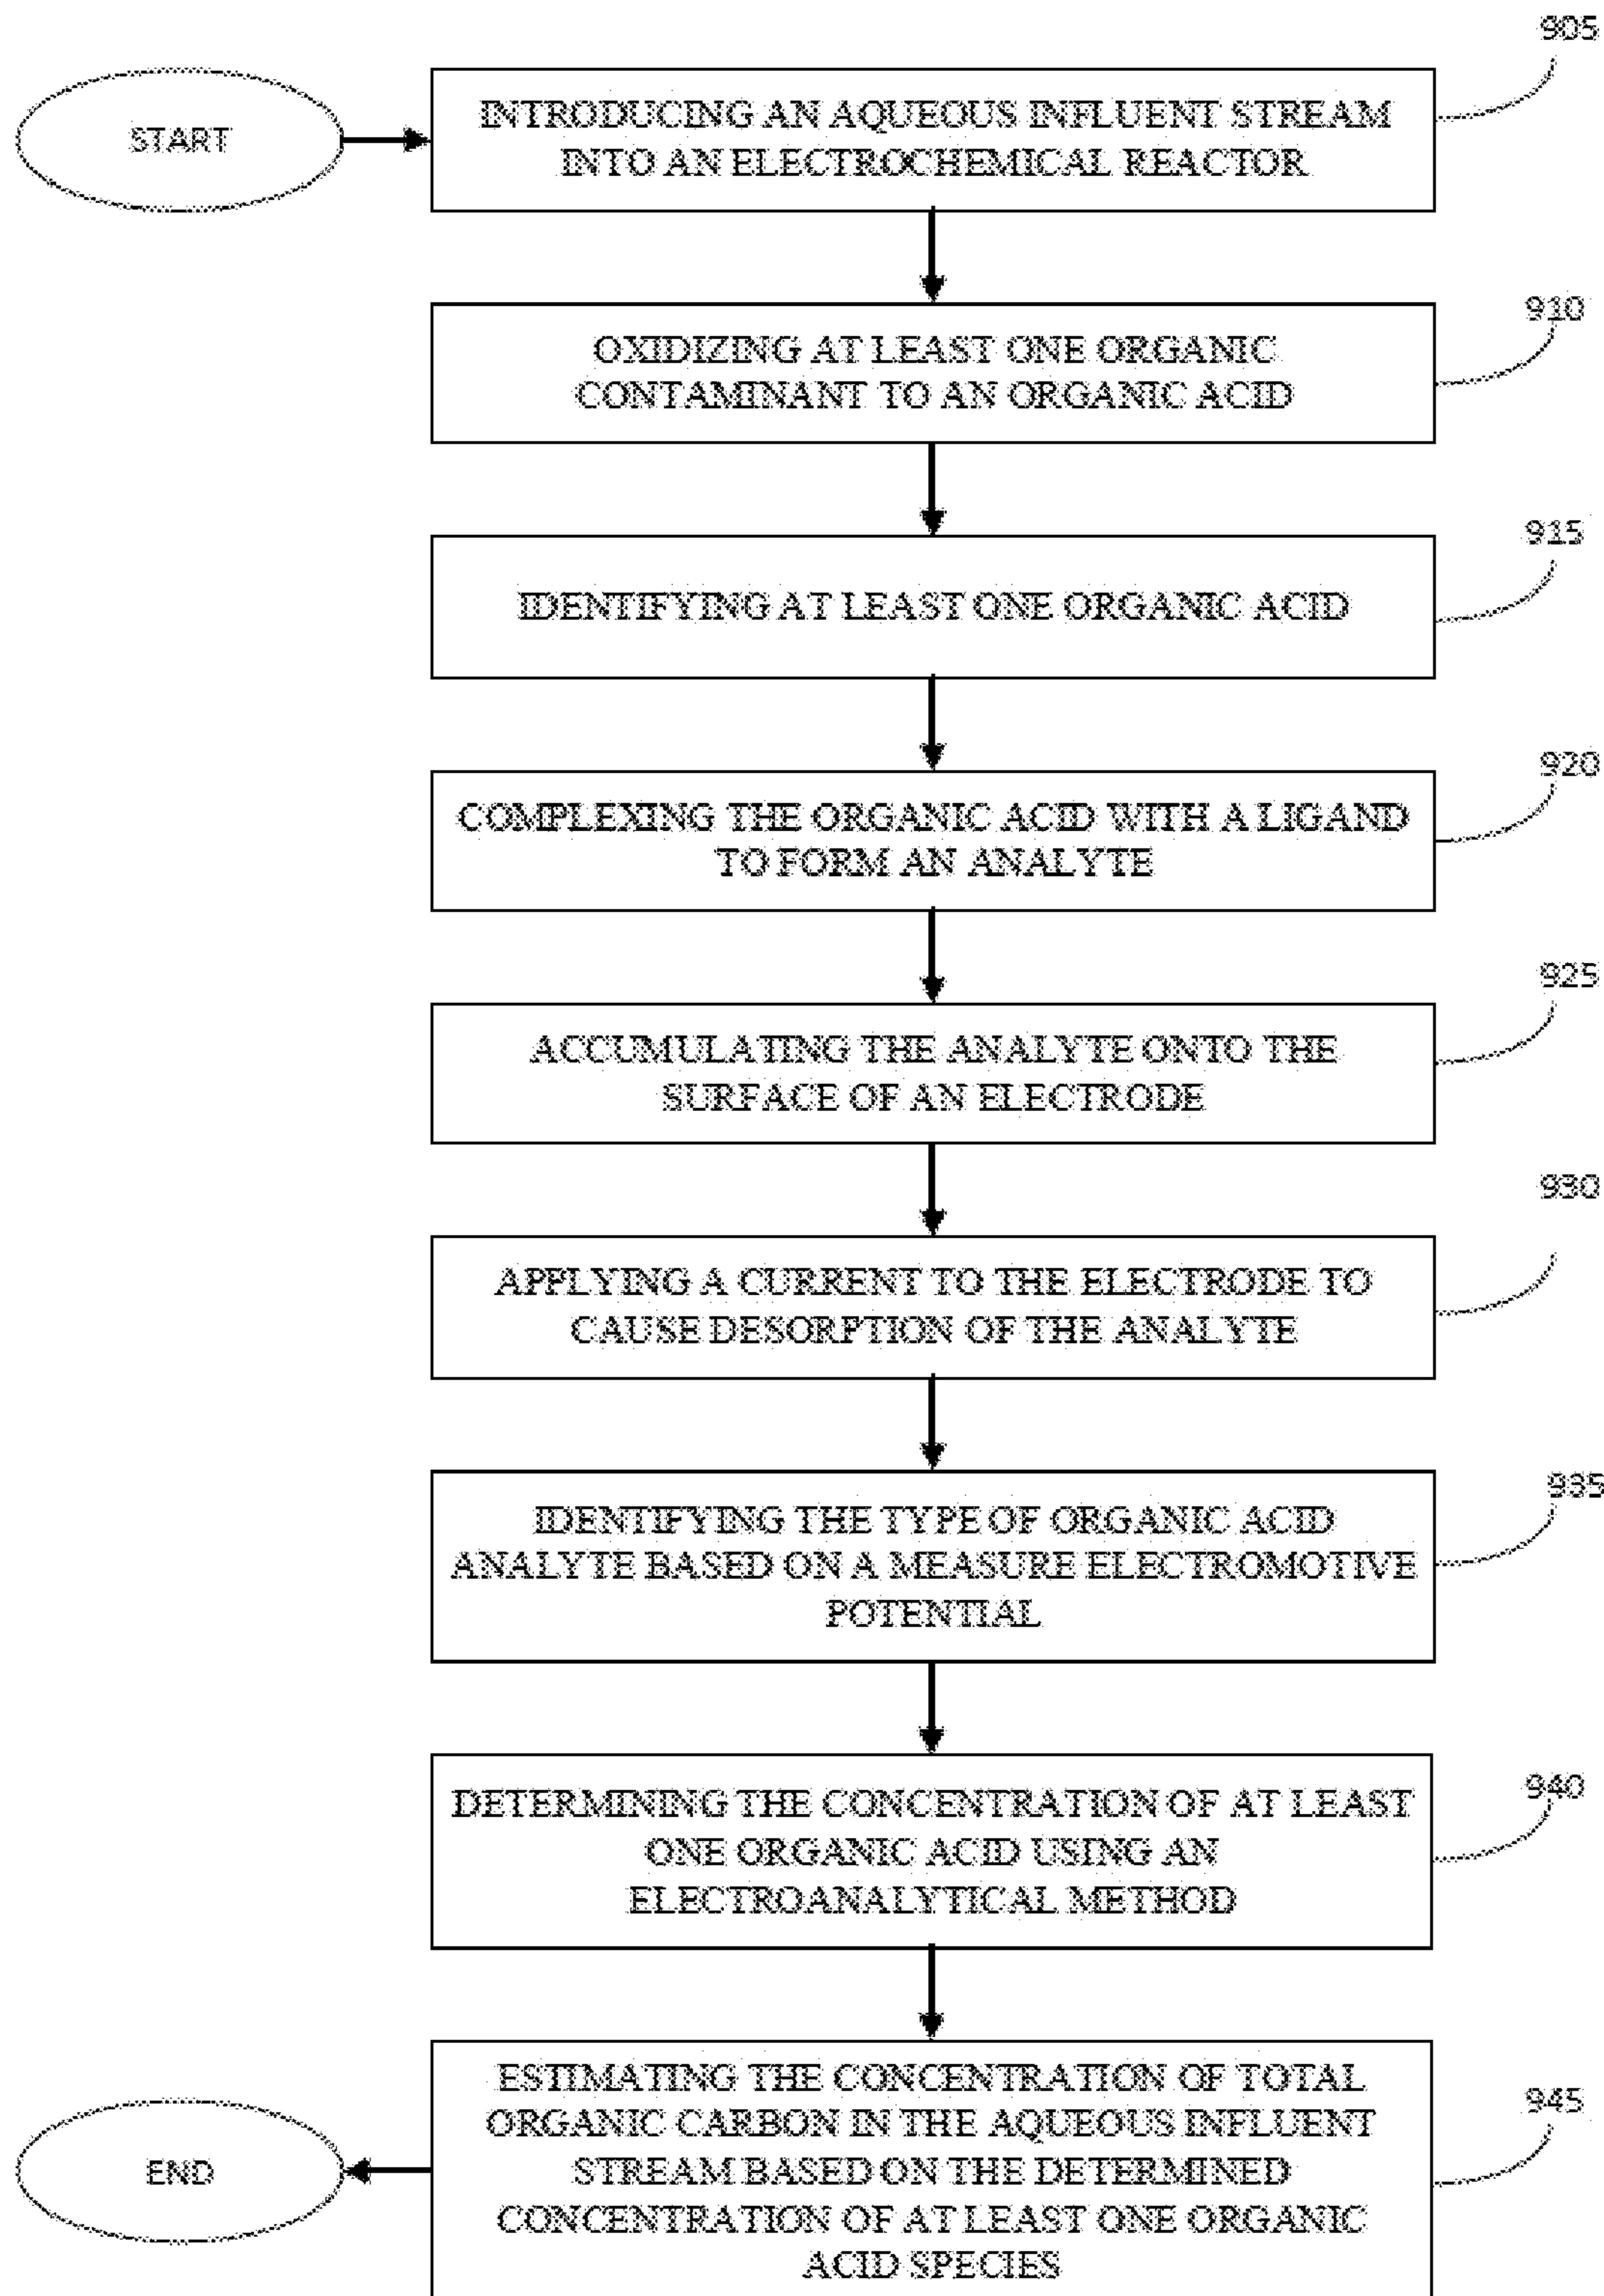 905
START
INTRODUCING AN AQUEOUS INFLUENT STREAM
INTO AN ELECTROCHEMICAL REACTOR
910
OXIDIZING AT LEAST ONE ORGANIC
CONTAMINANT TO AN ORGANIC ACID
915
IDENTIFYING AT LEAST ONE ORGANIC ACID
920
COMPLEXING THE ORGANIC ACID WITH A LIGAND
TO FORM AN ANALYTE
925
ACCUMULATING THE ANALYTE ONTO THE
SURFACE OF AN ELECTRODE
930
APPLYING A CURRENT TO THE ELECTRODE TO
CAUSE DESORPTION OF THE ANALYTE
935
IDENTIFYING THE TYPE OF ORGANIC ACID
ANALYTE BASED ON A MEASURE ELECTROMOTIVE
POTENTIAL
940
DETERMINING THE CONCENTRATION OF AT LEAST
ONE ORGANIC ACID USING AN
ELECTROANALYTICAL METHOD
945
ESTIMATING THE CONCENTRATION OF TOTAL
ORGANIC CARBON IN THE AQUEOUS INFLUENT
STREAM BASED ON THE DETERMINED
CONCENTRATION OF AT LEAST ONE ORGANIC
ACID SPECIES
END